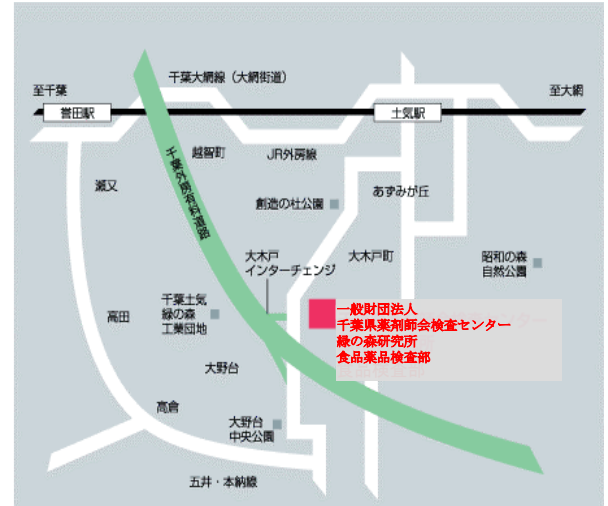 千葉大網線（大網街道）
至千葉
至大網
誉田駅
土気駅
越智町
JR外房線
千葉外房有料道路
瀬又
あすみが丘
創造の杜公園
大木戸
インターチェンジ
大木戸町
昭和の森
自然公園
千葉土気
緑の森
工業団地
高田
一般財団法人
千葉県薬剤師会検査センター
緑の森研究所
食品薬品検査部
大野台
高倉
大野台
中央公園
五井・本納線